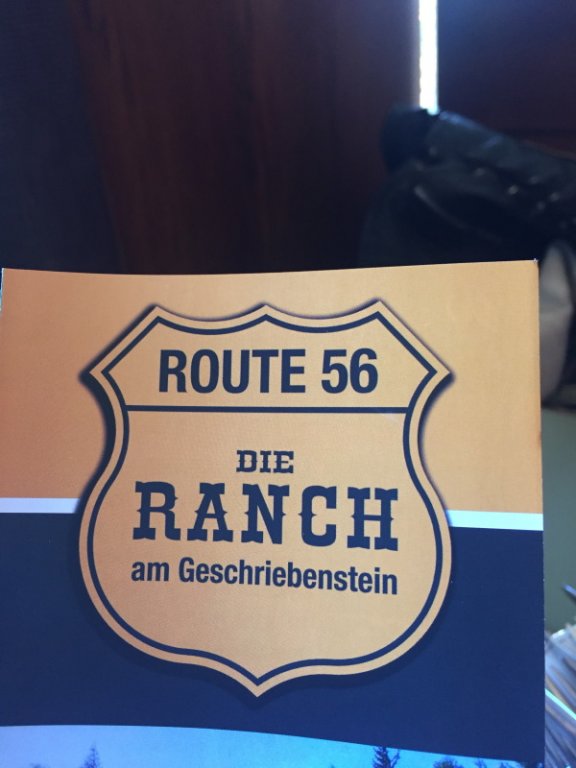 ROUTE 56
DIE
RANCH
am Geschriebenstein